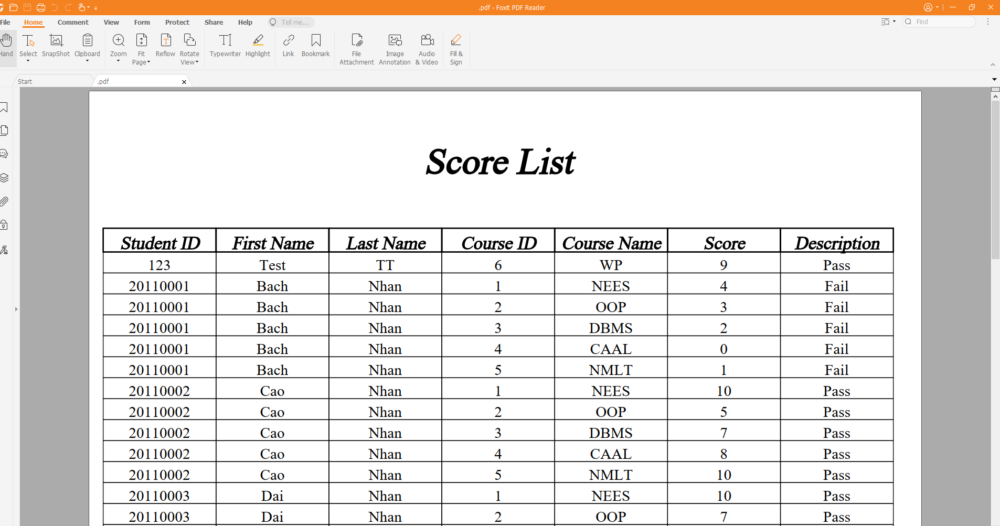 .pdf - Foxit PDF Reader
File Home Comment View Form Protect Share Help Tell me... Find
Hand Select SnapShot Clipboard Zoom Fit Page Reflow Rotate View Typewriter Highlight Link Bookmark File Attachment Image Annotation Audio & Video Fill & Sign
Start .pdf
Score List
Student ID First Name Last Name Course ID Course Name Score Description
123 Test TT 6 WP 9 Pass
20110001 Bach Nhan 1 NEES 4 Fail
20110001 Bach Nhan 2 OOP 3 Fail
20110001 Bach Nhan 3 DBMS 2 Fail
20110001 Bach Nhan 4 CAAL 0 Fail
20110001 Bach Nhan 5 NMLT 1 Fail
20110002 Cao Nhan 1 NEES 10 Pass
20110002 Cao Nhan 2 OOP 5 Pass
20110002 Cao Nhan 3 DBMS 7 Pass
20110002 Cao Nhan 4 CAAL 8 Pass
20110002 Cao Nhan 5 NMLT 10 Pass
20110003 Dai Nhan 1 NEES 10 Pass
20110003 Dai Nhan 2 OOP 7 Pass